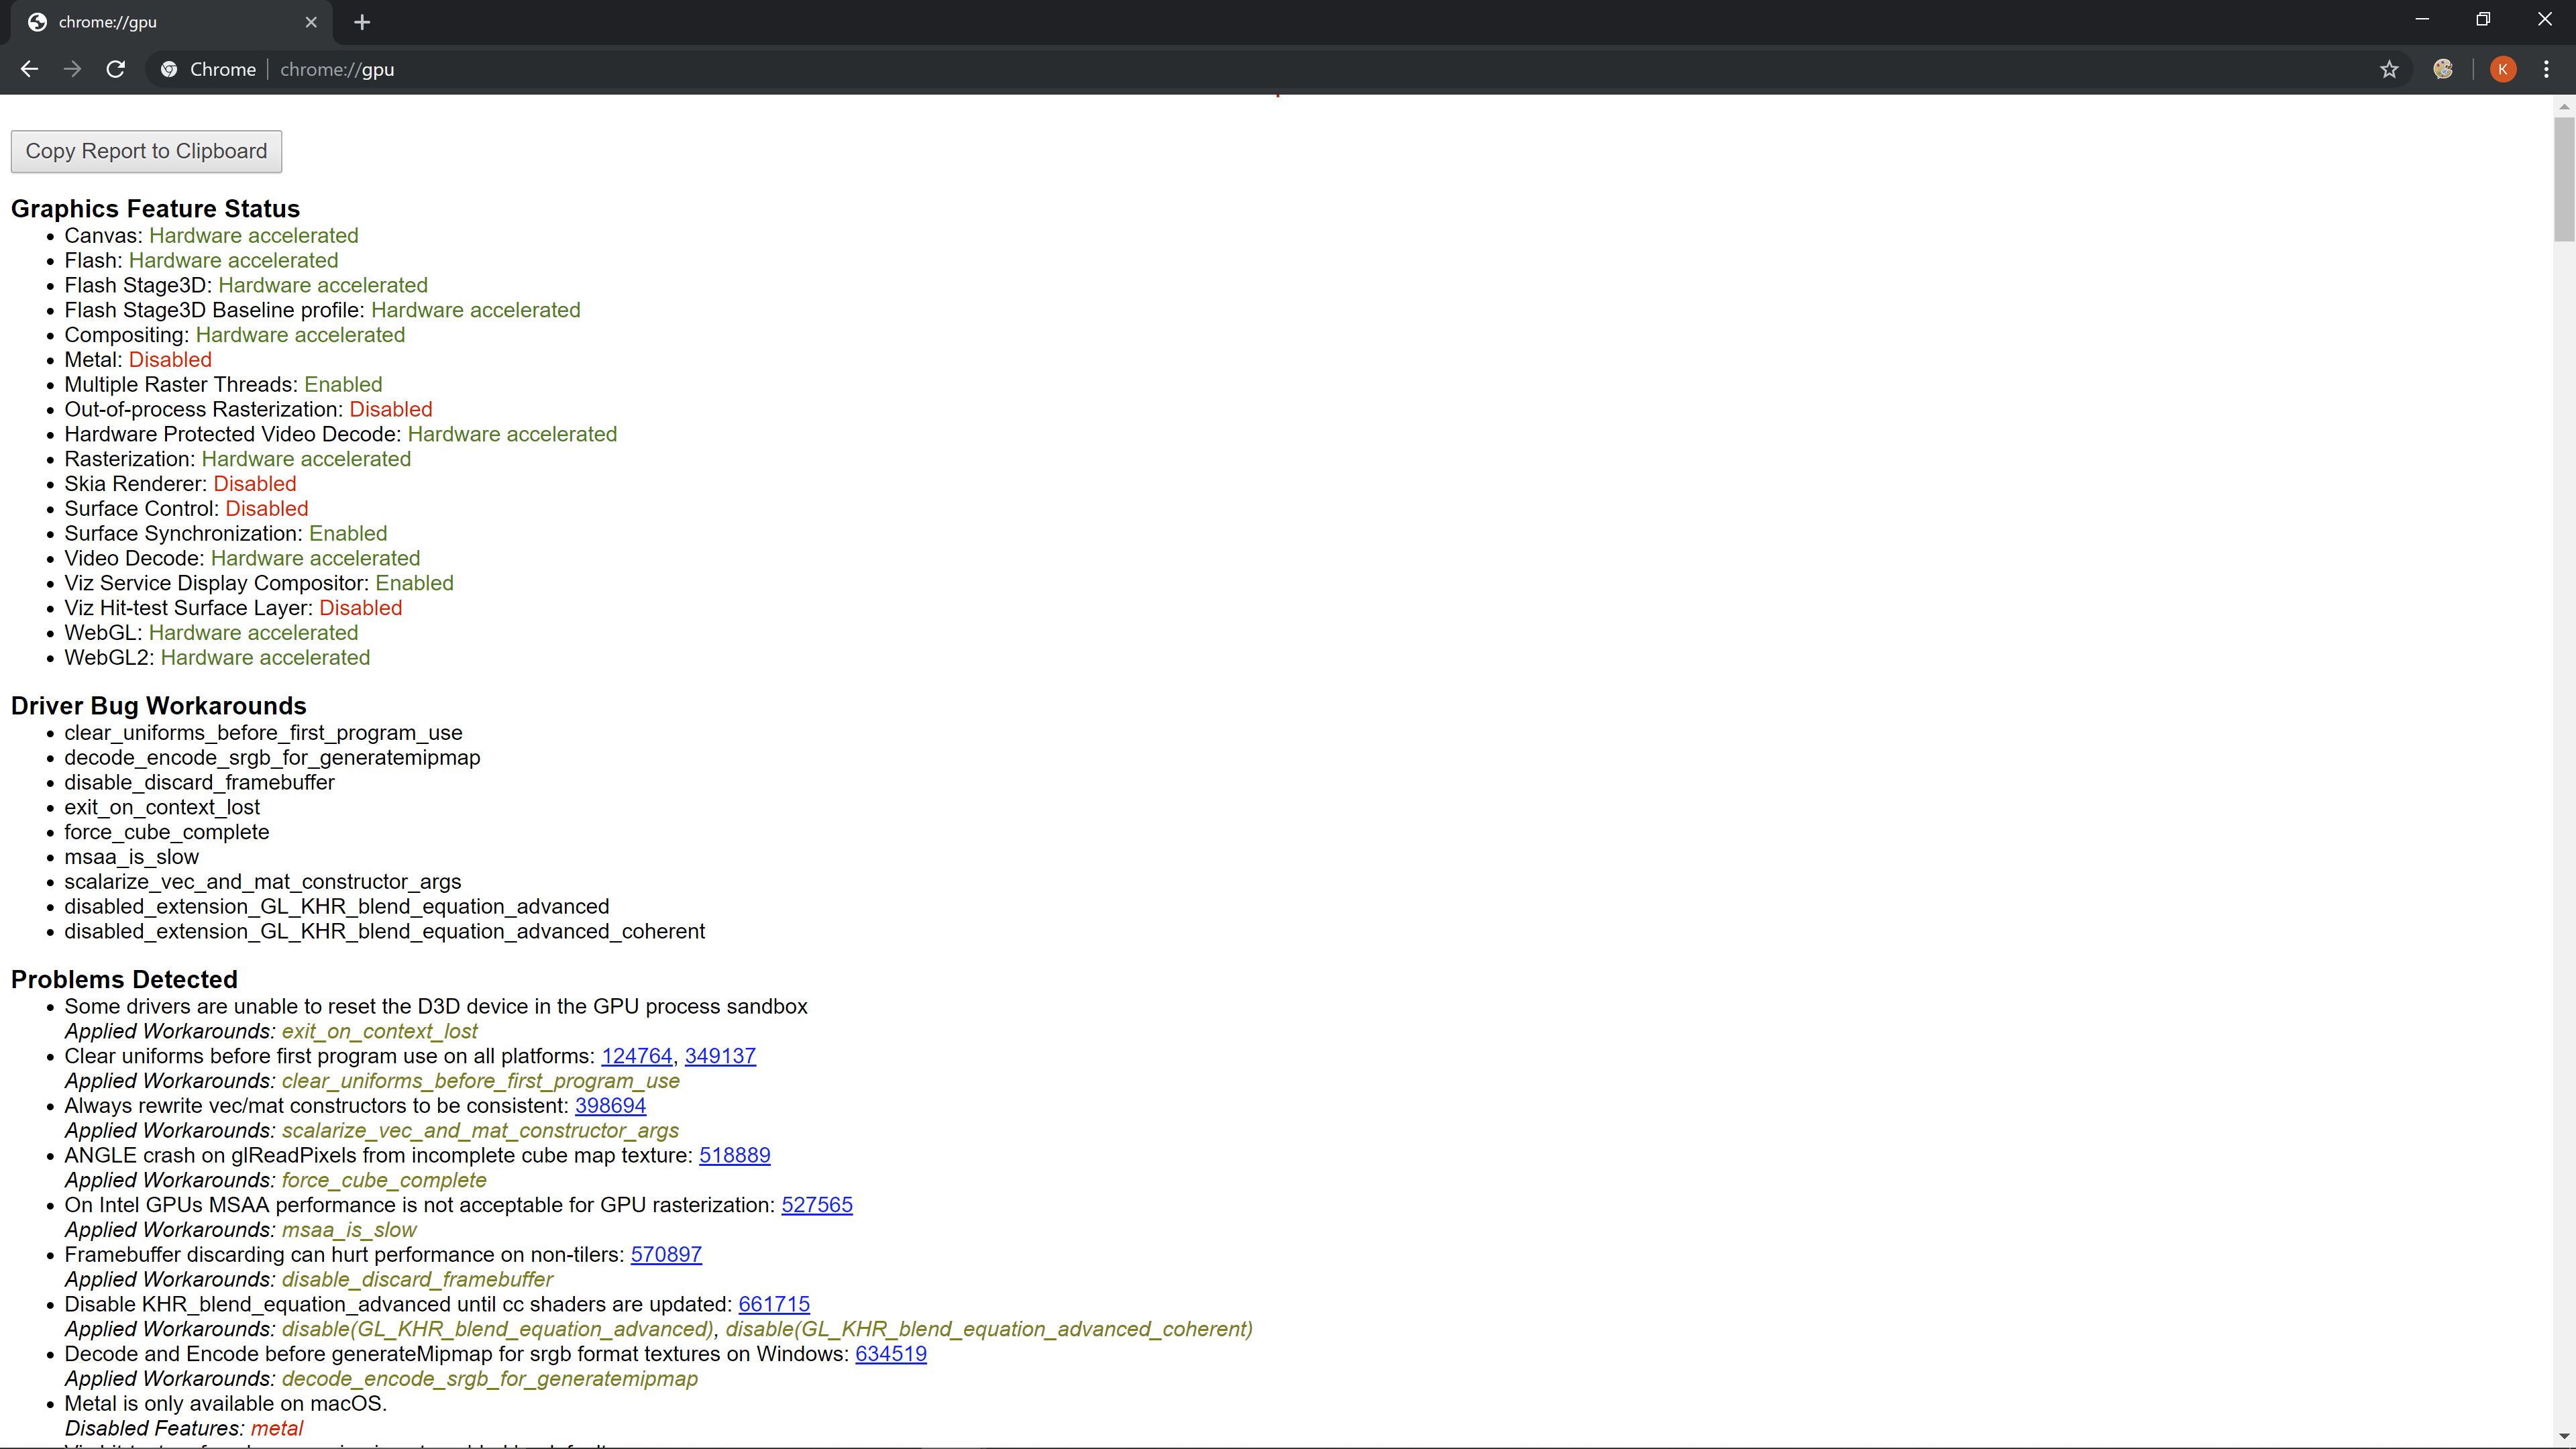 chrome://gpu
Chrome chrome://gpu
K
Copy Report to Clipboard
Graphics Feature Status
Canvas: Hardware accelerated
Flash: Hardware accelerated
Flash Stage3D: Hardware accelerated
Flash Stage3D Baseline profile: Hardware accelerated
Compositing: Hardware accelerated
Metal: Disabled
Multiple Raster Threads: Enabled
Out-of-process Rasterization: Disabled
Hardware Protected Video Decode: Hardware accelerated
Rasterization: Hardware accelerated
Skia Renderer: Disabled
Surface Control: Disabled
Surface Synchronization: Enabled
Video Decode: Hardware accelerated
Viz Service Display Compositor: Enabled
Viz Hit-test Surface Layer: Disabled
WebGL: Hardware accelerated
WebGL2: Hardware accelerated
Driver Bug Workarounds
clear_uniforms_before_first_program_use
decode_encode_srgb_for_generatemipmap
disable_discard_framebuffer
exit_on_context_lost
force_cube_complete
msaa_is_slow
scalarize_vec_and_mat_constructor_args
disabled_extension_GL_KHR_blend_equation_advanced
disabled_extension_GL_KHR_blend_equation_advanced_coherent
Problems Detected
Some drivers are unable to reset the D3D device in the GPU process sandbox
Applied Workarounds: exit_on_context_lost
Clear uniforms before first program use on all platforms: 124764, 349137
Applied Workarounds: clear_uniforms_before_first_program_use
Always rewrite vec/mat constructors to be consistent: 398694
Applied Workarounds: scalarize_vec_and_mat_constructor_args
ANGLE crash on glReadPixels from incomplete cube map texture: 518889
Applied Workarounds: force_cube_complete
On Intel GPUs MSAA performance is not acceptable for GPU rasterization: 527565
Applied Workarounds: msaa_is_slow
Framebuffer discarding can hurt performance on non-tilers: 570897
Applied Workarounds: disable_discard_framebuffer
Disable KHR_blend_equation_advanced until cc shaders are updated: 661715
Applied Workarounds: disable(GL_KHR_blend_equation_advanced), disable(GL_KHR_blend_equation_advanced_coherent)
Decode and Encode before generateMipmap for srgb format textures on Windows: 634519
Applied Workarounds: decode_encode_srgb_for_generatemipmap
Metal is only available on macOS.
Disabled Features: metal